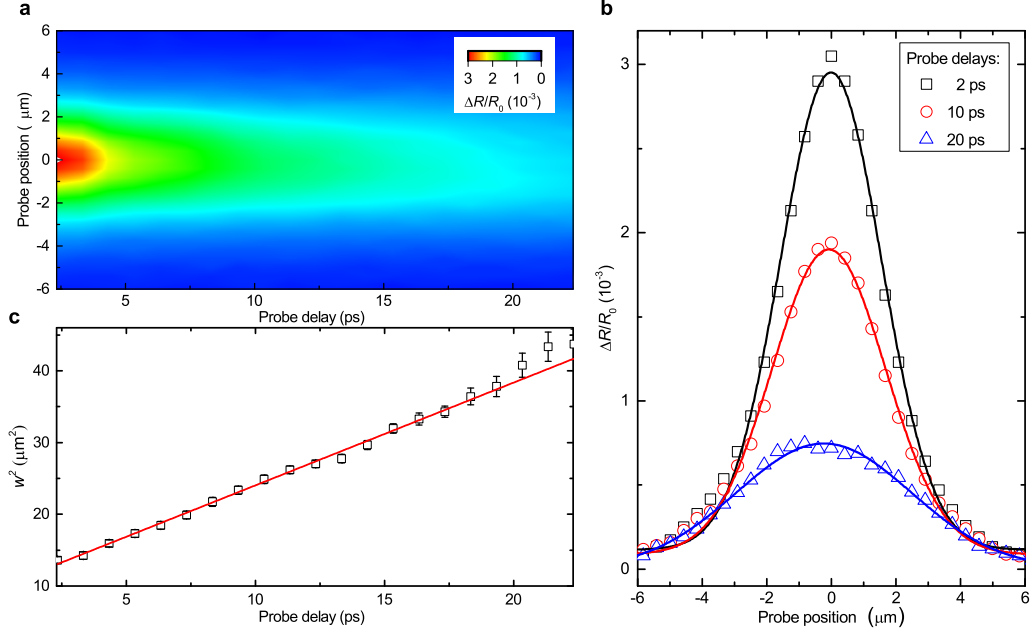 a
6
4
2
0
-2
-4
-6
Probe position ( μm)
3 2 1 0
ΔR/R₀ (10⁻³)
5 10 15 20
Probe delay (ps)
b
3
2
1
0
ΔR/R₀ (10⁻³)
Probe delays:
2 ps
10 ps
20 ps
-6 -4 -2 0 2 4 6
Probe position (μm)
c
40
30
20
10
w² (μm²)
5 10 15 20
Probe delay (ps)